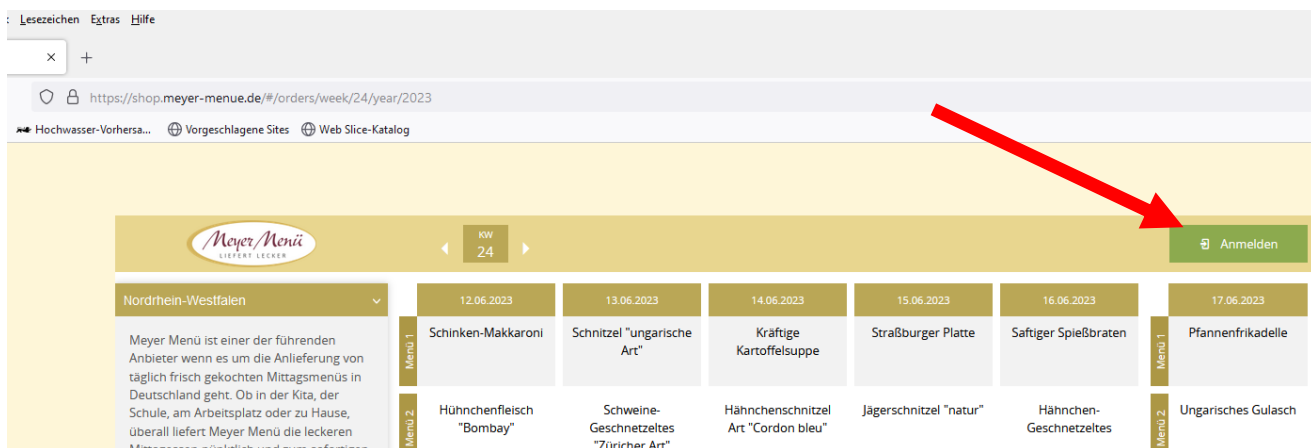 Lesezeichen Extras Hilfe
https://shop.meyer-menue.de/#/orders/week/24/year/2023
Hochwasser-Vorhersa... Vorgeschlagene Sites Web Slice-Katalog
Meyer Menü
LIEFERT LECKER
KW
24
Anmelden
Nordrhein-Westfalen
Meyer Menü ist einer der führenden
Anbieter wenn es um die Anlieferung von
täglich frisch gekochten Mittagsmenüs in
Deutschland geht. Ob in der Kita, der
Schule, am Arbeitsplatz oder zu Hause,
überall liefert Meyer Menü die leckeren
Mittagessen pünktlich und zum sofortigen
12.06.2023 13.06.2023 14.06.2023 15.06.2023 16.06.2023 17.06.2023
Menü 1
Schinken-Makkaroni
Schnitzel "ungarische
Art"
Kräftige
Kartoffelsuppe
Straßburger Platte
Saftiger Spießbraten
Menü 1
Pfannenfrikadelle
Menü 2
Hühnchenfleisch
"Bombay"
Schweine-
Geschnetzeltes
"Züricher Art"
Hähnchenschnitzel
Art "Cordon bleu"
Jägerschnitzel "natur"
Hähnchen-
Geschnetzeltes
Menü 2
Ungarisches Gulasch